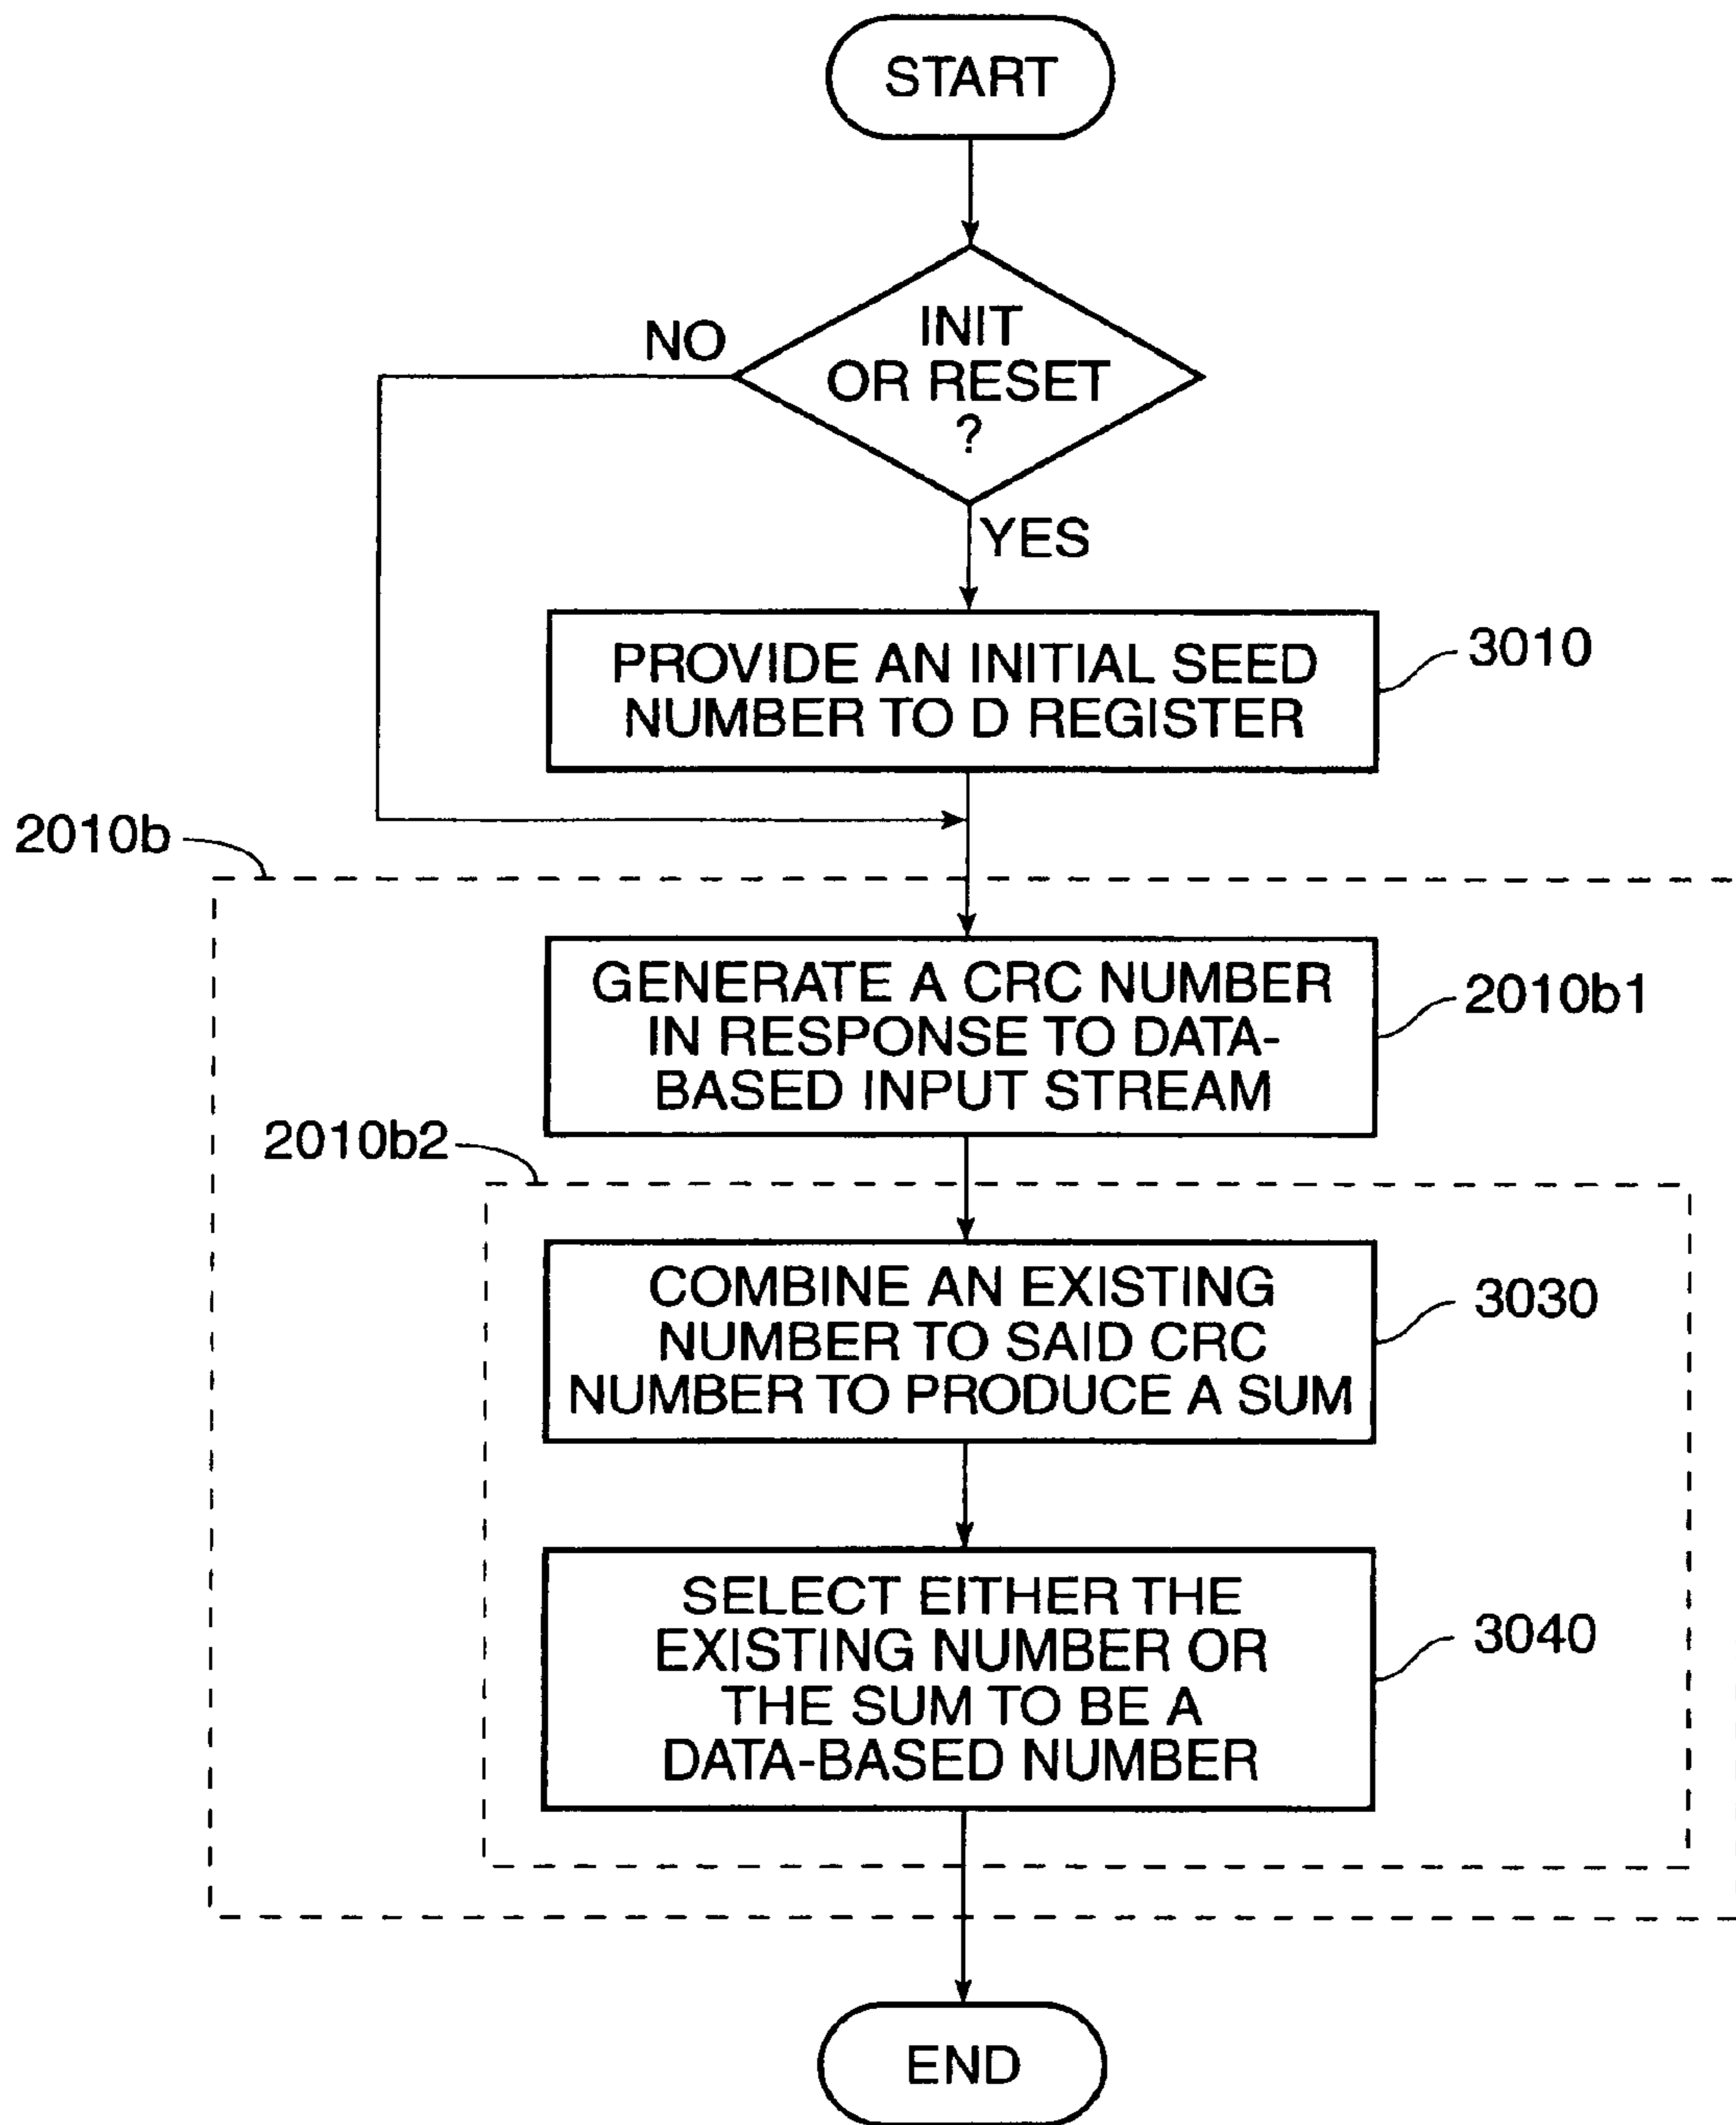 START
INIT
OR RESET
?
NO
YES
PROVIDE AN INITIAL SEED
NUMBER TO D REGISTER
3010
2010b
GENERATE A CRC NUMBER
IN RESPONSE TO DATA-
BASED INPUT STREAM
2010b1
2010b2
COMBINE AN EXISTING
NUMBER TO SAID CRC
NUMBER TO PRODUCE A SUM
3030
SELECT EITHER THE
EXISTING NUMBER OR
THE SUM TO BE A
DATA-BASED NUMBER
3040
END